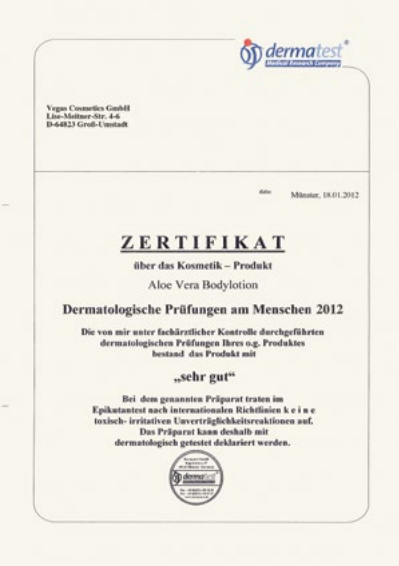 dermatest®
Medical Research Company
Vegas Cosmetics GmbH
Lise-Meitner-Str. 4-6
D-64823 Groß-Umstadt
date: Münster, 18.01.2012
ZERTIFIKAT
über das Kosmetik – Produkt
Aloe Vera Bodylotion
Dermatologische Prüfungen am Menschen 2012
Die von mir unter fachärztlicher Kontrolle durchgeführten
dermatologischen Prüfungen Ihres o.g. Produktes
bestand das Produkt mit
„sehr gut“
Bei dem genannten Präparat traten im
Epikutantest nach internationalen Richtlinien k e i n e
toxisch- irritativen Unverträglichkeitsreaktionen auf.
Das Präparat kann deshalb mit
dermatologisch getestet deklariert werden.
dermatest